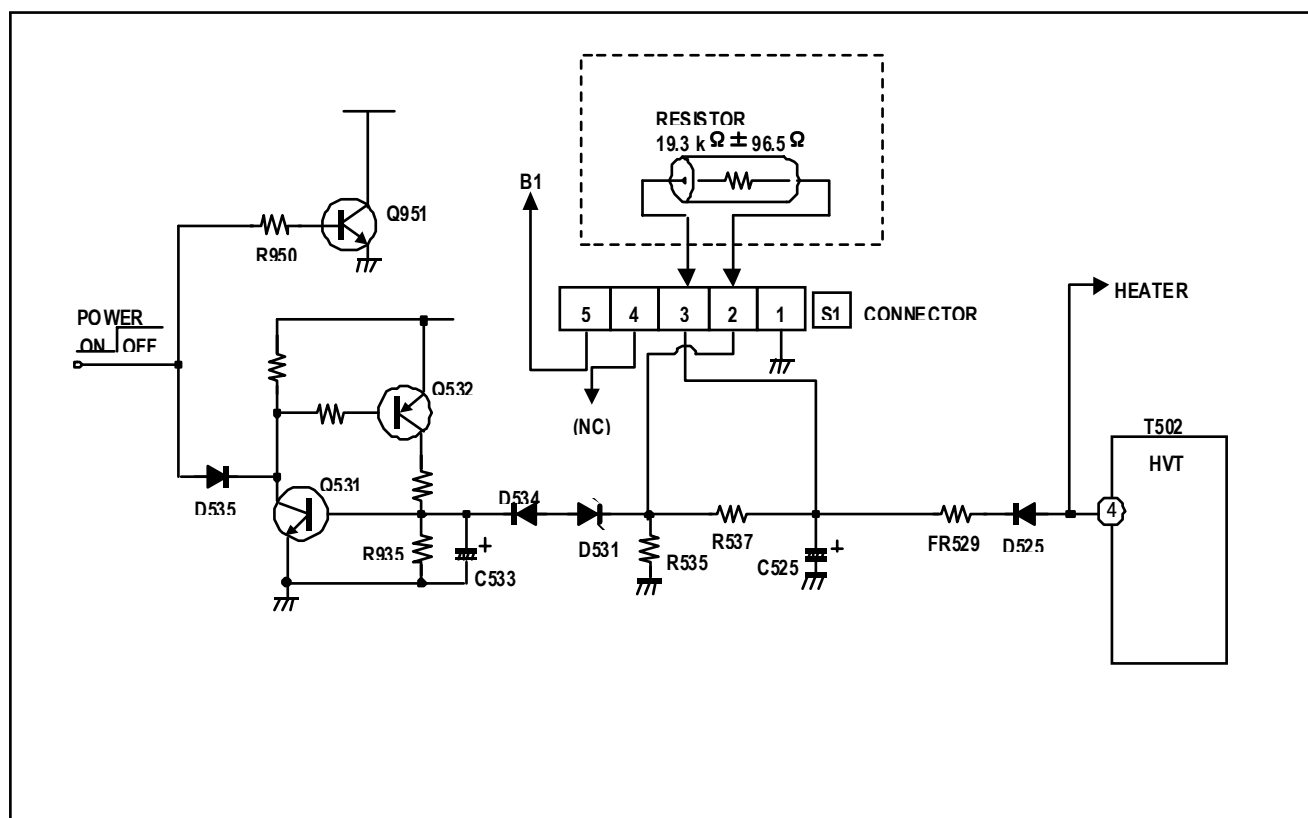 RESISTOR
19.3 k Ω ± 96.5 Ω
B1
Q951
R950
5 4 3 2 1 S1 CONNECTOR
HEATER
POWER
ON OFF
Q532
(NC)
T502
HVT
4
D535
Q531
D534
D531
R935
C533
R535
R537
C525
FR529
D525